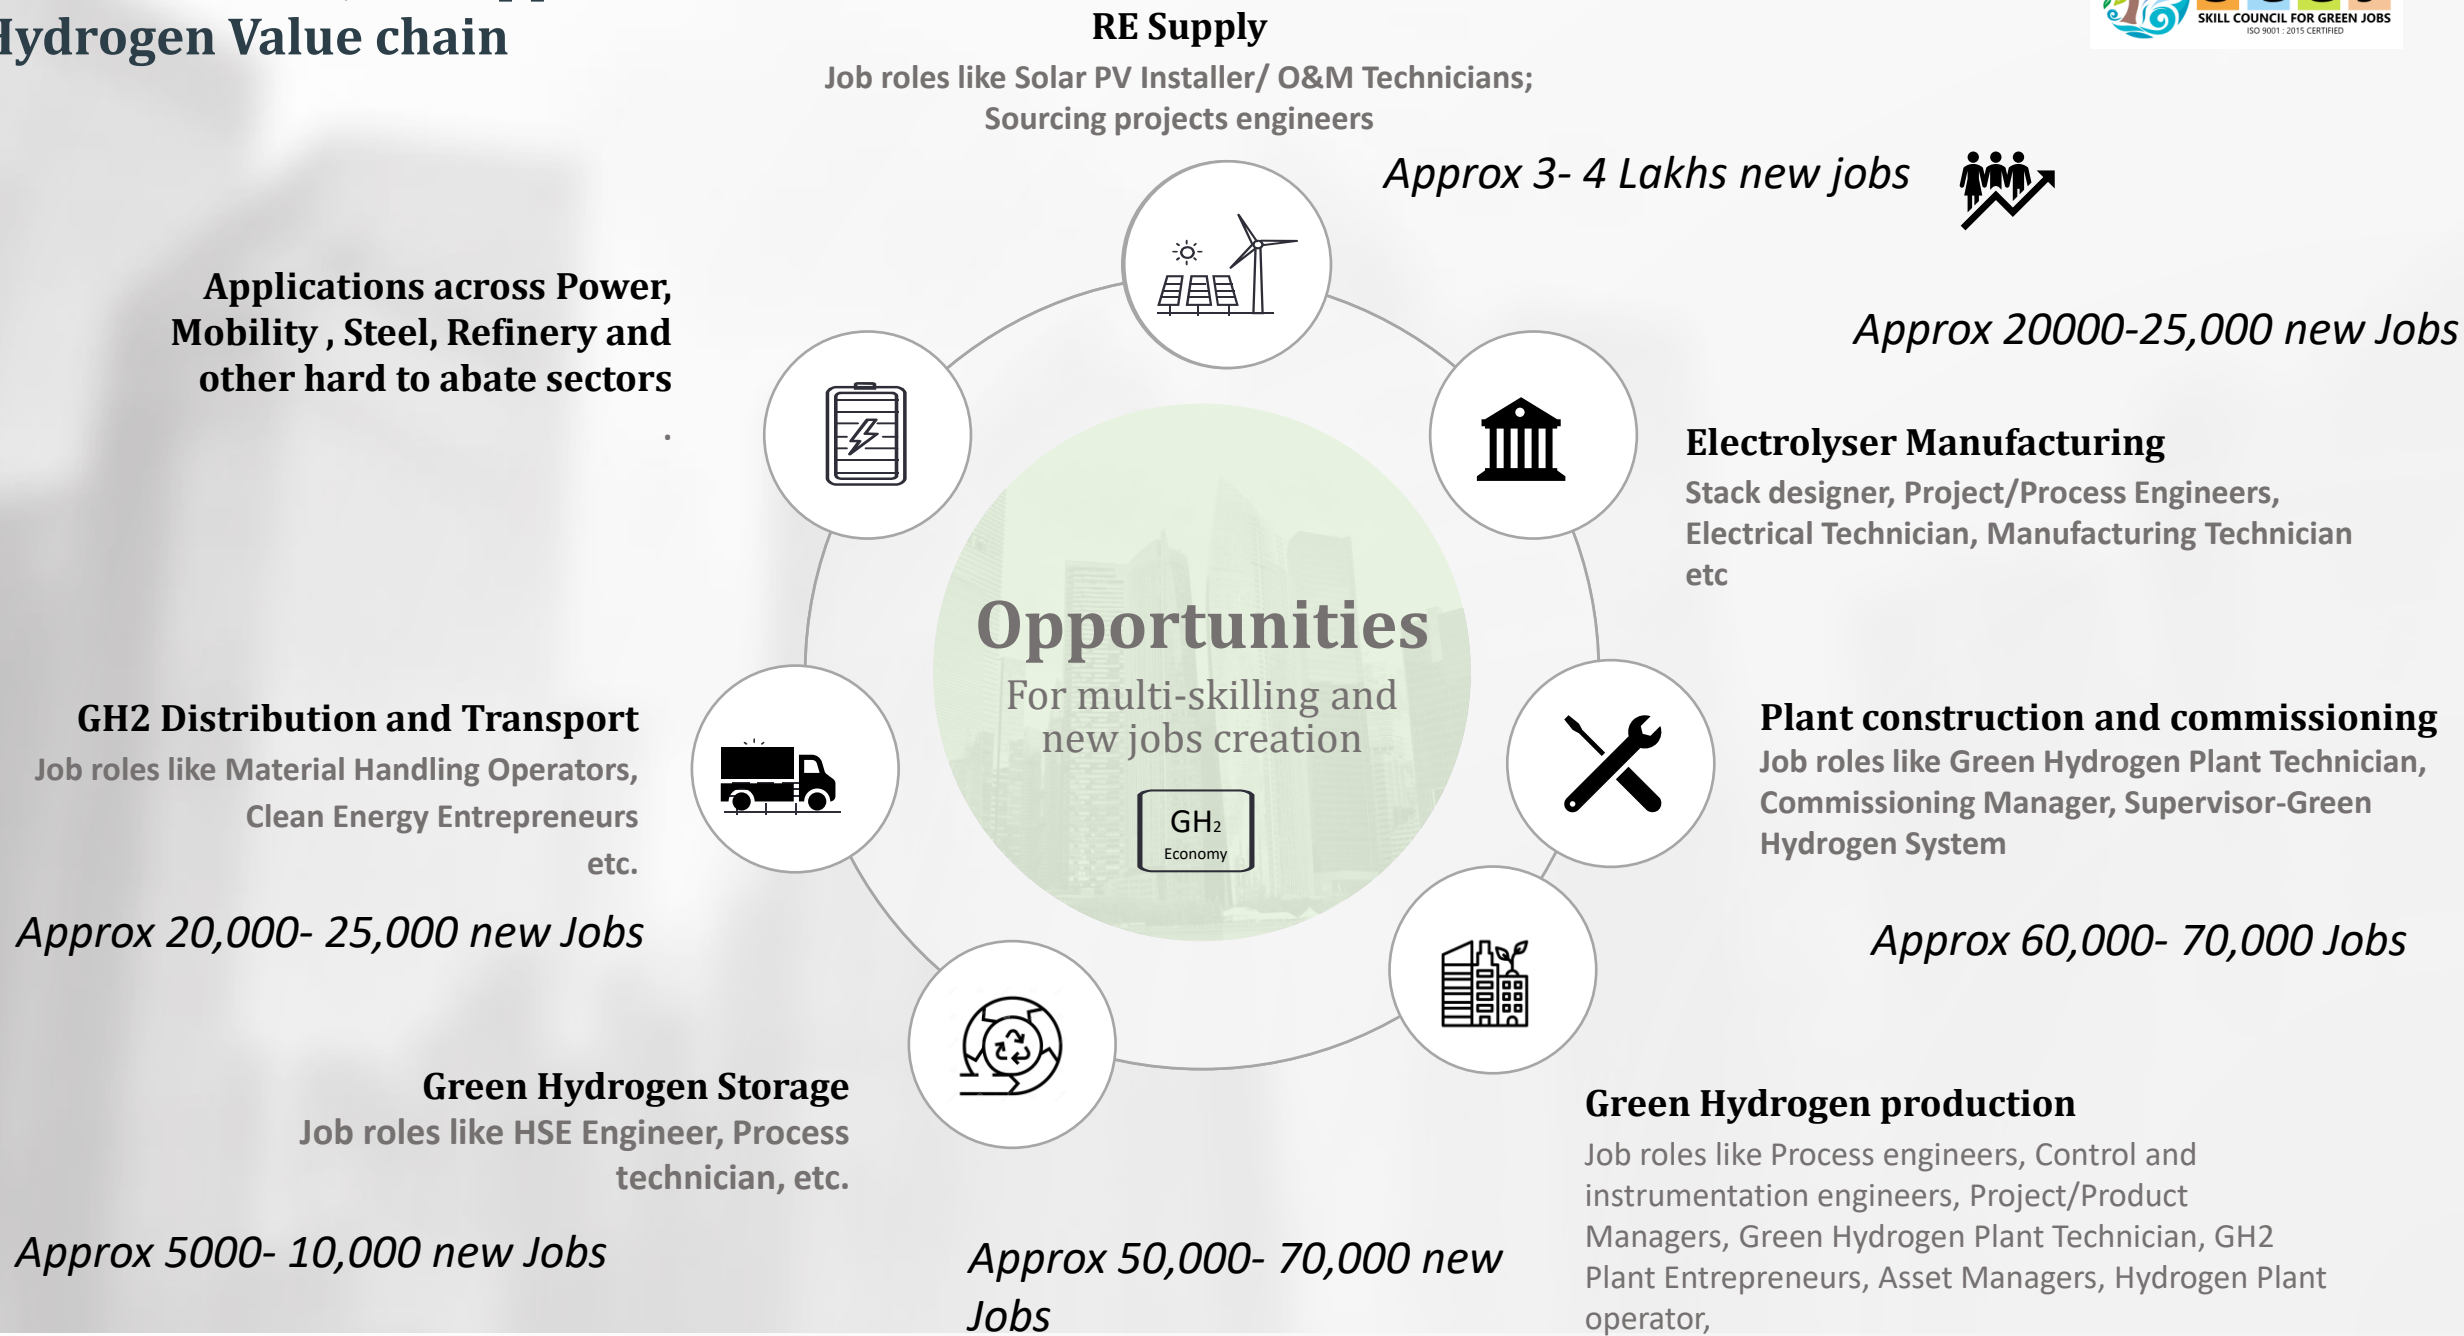 Hydrogen Value chain
SKILL COUNCIL FOR GREEN JOBS
ISO 9001 : 2015 CERTIFIED
RE Supply
Job roles like Solar PV Installer/ O&M Technicians;
Sourcing projects engineers
Approx 3- 4 Lakhs new jobs
Approx 20000-25,000 new Jobs
Electrolyser Manufacturing
Stack designer, Project/Process Engineers,
Electrical Technician, Manufacturing Technician
etc
Plant construction and commissioning
Job roles like Green Hydrogen Plant Technician,
Commissioning Manager, Supervisor-Green
Hydrogen System
Approx 60,000- 70,000 Jobs
Green Hydrogen production
Job roles like Process engineers, Control and
instrumentation engineers, Project/Product
Managers, Green Hydrogen Plant Technician, GH2
Plant Entrepreneurs, Asset Managers, Hydrogen Plant
operator,
Approx 50,000- 70,000 new
Jobs
Green Hydrogen Storage
Job roles like HSE Engineer, Process
technician, etc.
Approx 5000- 10,000 new Jobs
GH2 Distribution and Transport
Job roles like Material Handling Operators,
Clean Energy Entrepreneurs
etc.
Approx 20,000- 25,000 new Jobs
Applications across Power,
Mobility , Steel, Refinery and
other hard to abate sectors
.
Opportunities
For multi-skilling and
new jobs creation
GH2
Economy